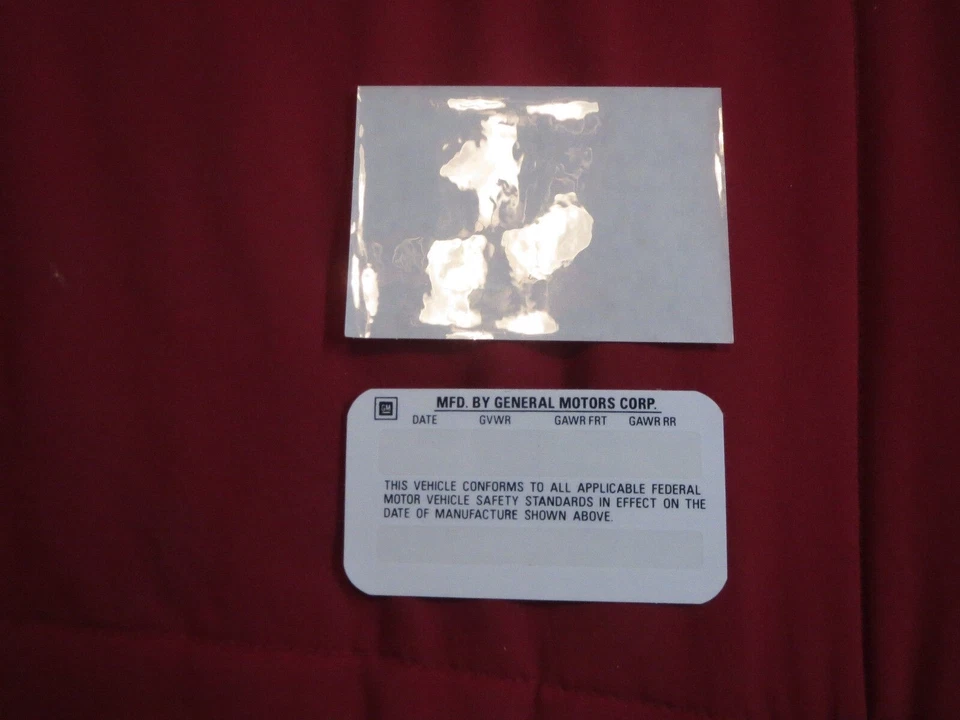 GM
MFD. BY GENERAL MOTORS CORP.
DATE GVWR GAWR FRT GAWR RR
THIS VEHICLE CONFORMS TO ALL APPLICABLE FEDERAL
MOTOR VEHICLE SAFETY STANDARDS IN EFFECT ON THE
DATE OF MANUFACTURE SHOWN ABOVE.